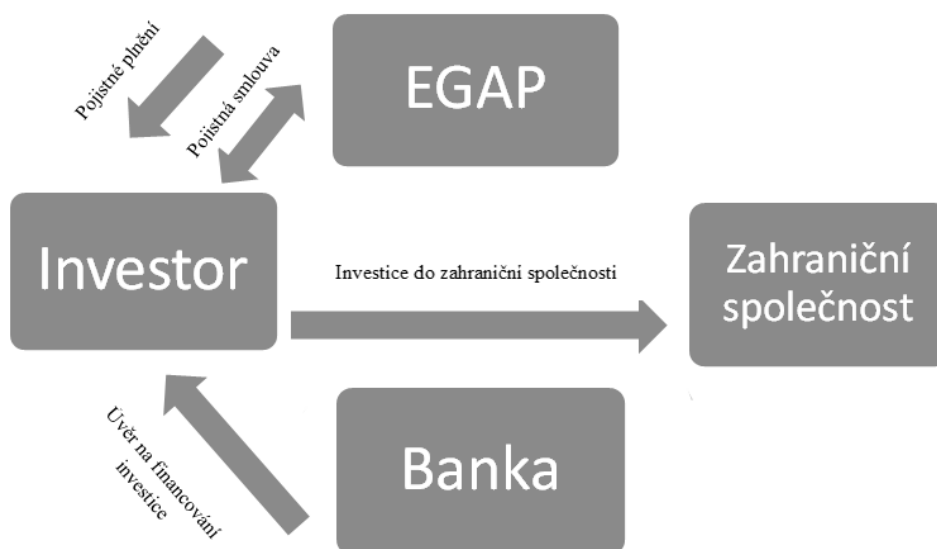 Pojistné plnění
Pojistná smlouva
EGAP
Investor
Investice do zahraniční společnosti
Zahraniční
společnost
Úvěr na financování
investice
Banka